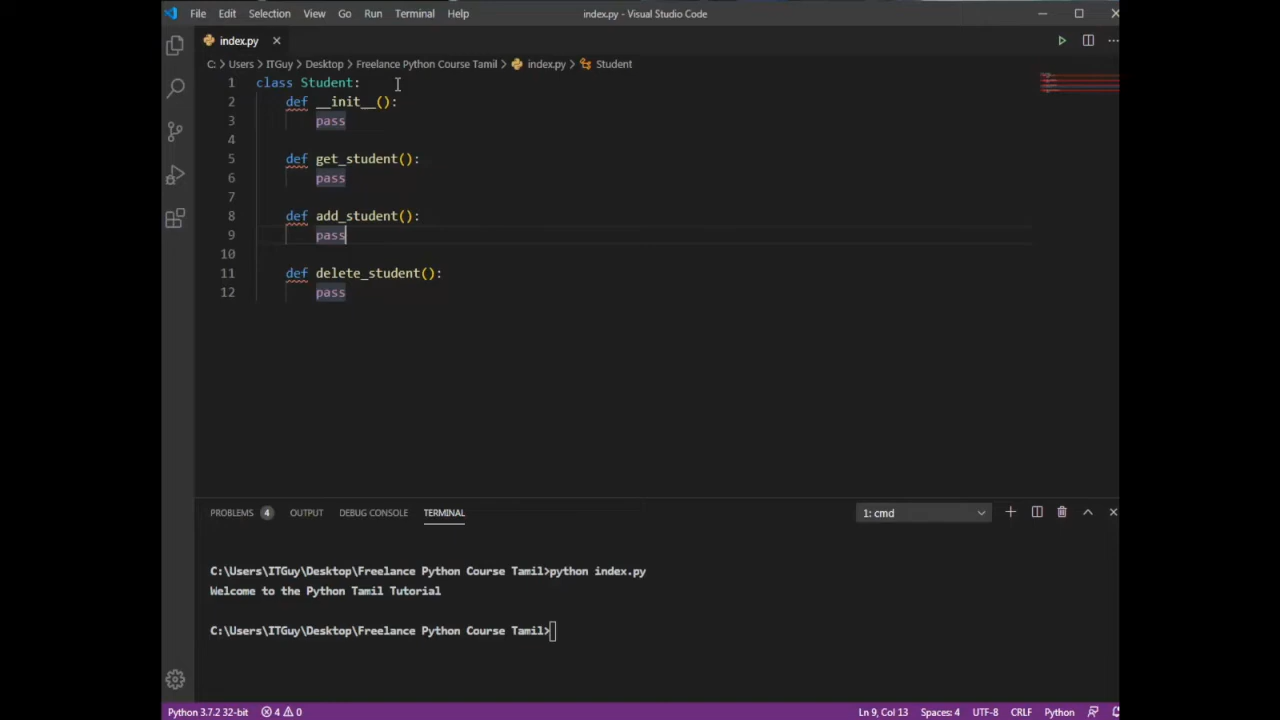 File Edit Selection View Go Run Terminal Help index.py - Visual Studio Code
index.py
C: > Users > ITGuy > Desktop > Freelance Python Course Tamil > index.py > Student
1 class Student:
2 def __init__():
3 pass
4
5 def get_student():
6 pass
7
8 def add_student():
9 pass
10
11 def delete_student():
12 pass
PROBLEMS 4 OUTPUT DEBUG CONSOLE TERMINAL 1: cmd
C:\Users\ITGuy\Desktop\Freelance Python Course Tamil>python index.py
Welcome to the Python Tamil Tutorial
C:\Users\ITGuy\Desktop\Freelance Python Course Tamil>
Python 3.7.2 32-bit 4 0 Ln 9, Col 13 Spaces: 4 UTF-8 CRLF Python